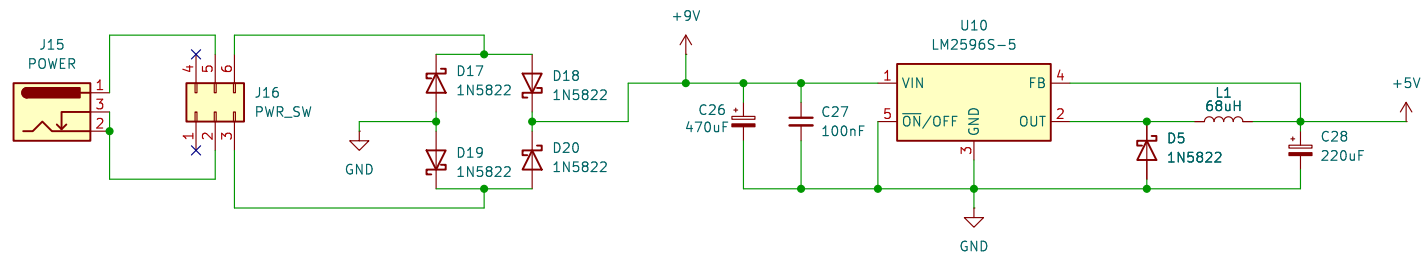 J15
POWER
1
3
2
4
5
6
1
2
3
J16
PWR_SW
GND
D17
1N5822
D18
1N5822
D19
1N5822
D20
1N5822
+9V
C26
470uF
+
C27
100nF
U10
LM2596S-5
1
VIN
FB
4
5
ON/OFF
GND
OUT
2
3
GND
D5
1N5822
L1
68uH
+5V
+
C28
220uF